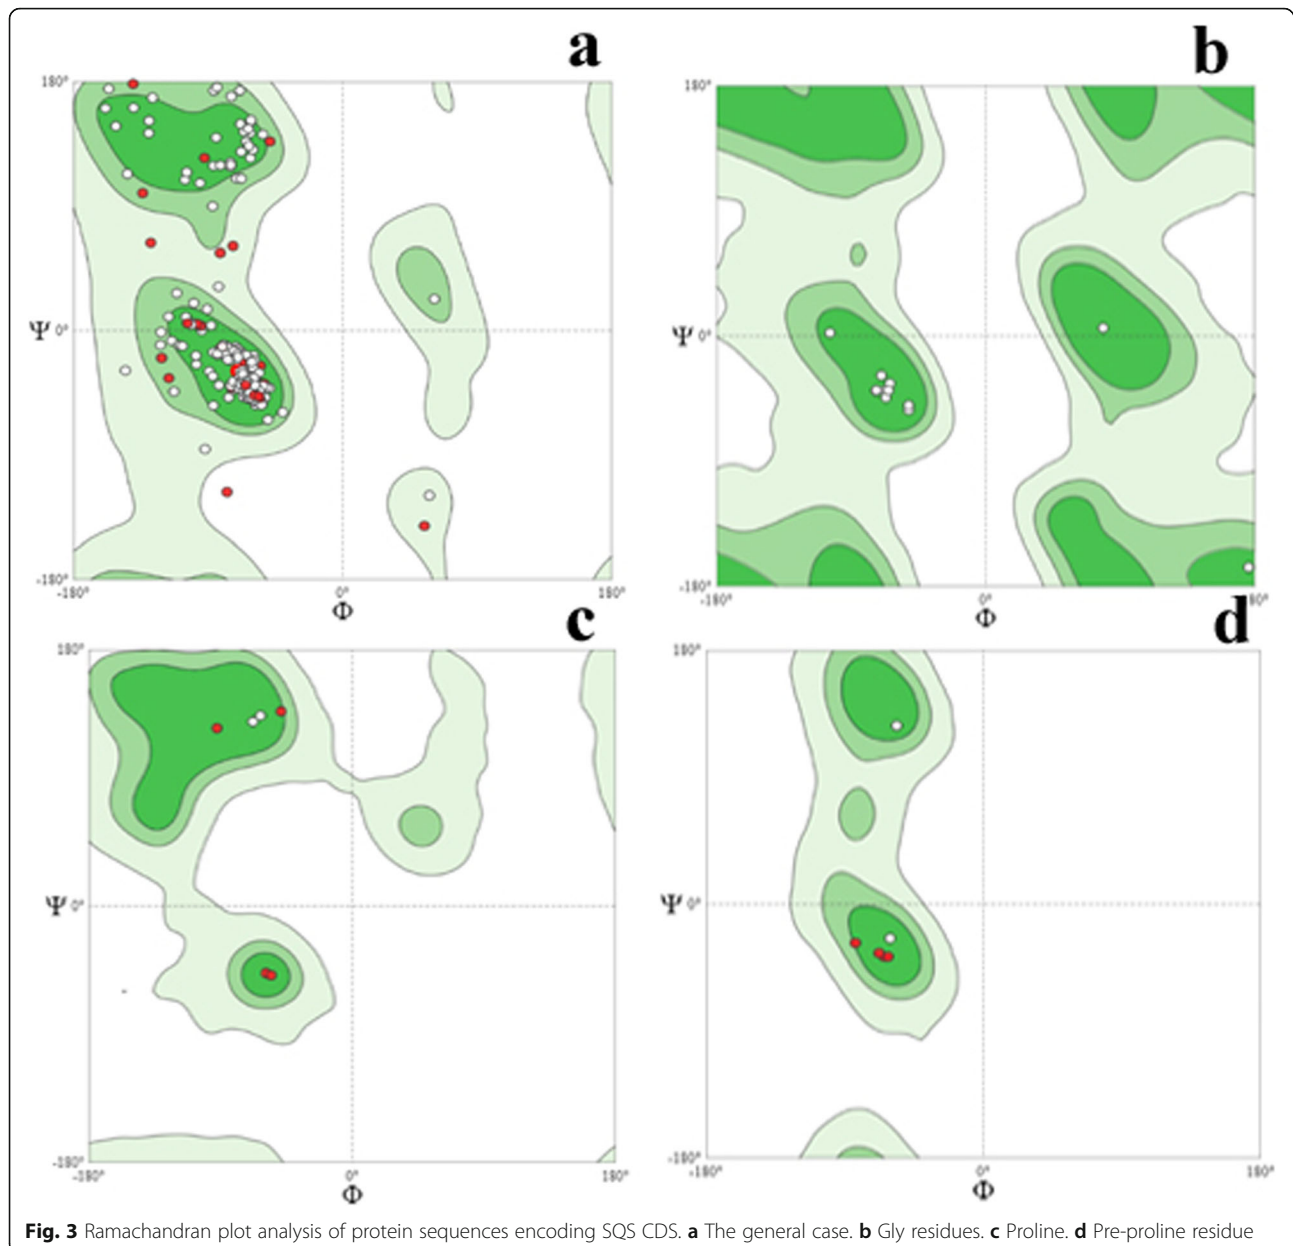 a
b
180°
180°
Ψ 0°
Ψ 0°
-180°
-180°
-180° 0° 180°
-180° 0° 80°
Φ
Φ
c
d
180°
180°
Ψ 0°
Ψ 0°
-180°
-180°
-180° 0° 180°
-180° 0° 180°
Φ
Φ
Fig. 3 Ramachandran plot analysis of protein sequences encoding SQS CDS. a The general case. b Gly residues. c Proline. d Pre-proline residue